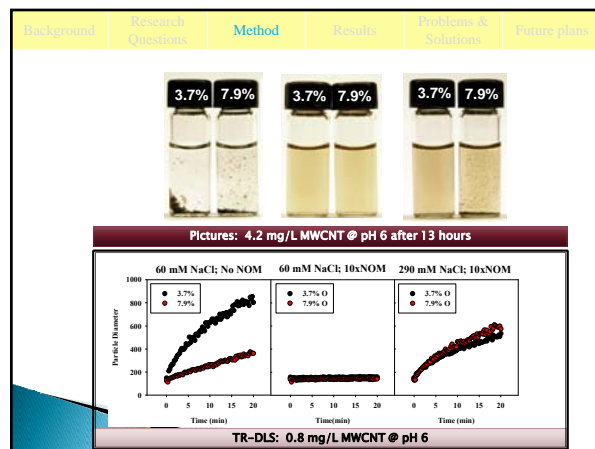 Background
Research Questions
Method
Results
Problems & Solutions
Future plans
3.7%
7.9%
3.7%
7.9%
3.7%
7.9%
Pictures: 4.2 mg/L MWCNT @ pH 6 after 13 hours
60 mM NaCl; No NOM
60 mM NaCl; 10xNOM
290 mM NaCl; 10xNOM
Particle Diameter
1000
800
600
400
200
0
3.7%
7.9%
3.7% O
7.9% O
3.7% O
7.9% O
0 5 10 15 20
0 5 10 15 20
0 5 10 15 20
Time (min)
Time(min)
Time (min)
TR-DLS: 0.8 mg/L MWCNT @ pH 6